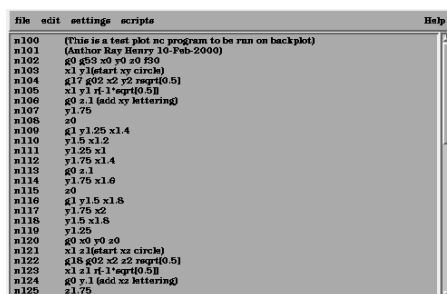 file edit settings scripts Help
n100 (This is a test plot nc program to be run on backplot)
n101 (Author Ray Henry 10-Feb-2000)
n102 g0 g53 x0 y0 z0 f30
n103 x1 y1(start xy circle)
n104 g17 g02 x2 y2 rsqrt[0.5]
n105 x1 y1 r[-1*sqrt[0.5]]
n106 g0 z.1 (add xy lettering)
n107 y1.75
n108 z0
n109 g1 y1.25 x1.4
n110 y1.5 x1.2
n111 y1.25 x1
n112 y1.75 x1.4
n113 g0 z.1
n114 y1.75 x1.6
n115 z0
n116 g1 y1.5 x1.8
n117 y1.75 x2
n118 y1.5 x1.8
n119 y1.25
n120 g0 x0 y0 z0
n121 x1 z1(start xz circle)
n122 g18 g02 x2 z2 rsqrt[0.5]
n123 x1 z1 r[-1*sqrt[0.5]]
n124 g0 y.1 (add xz lettering)
n125 z1.75